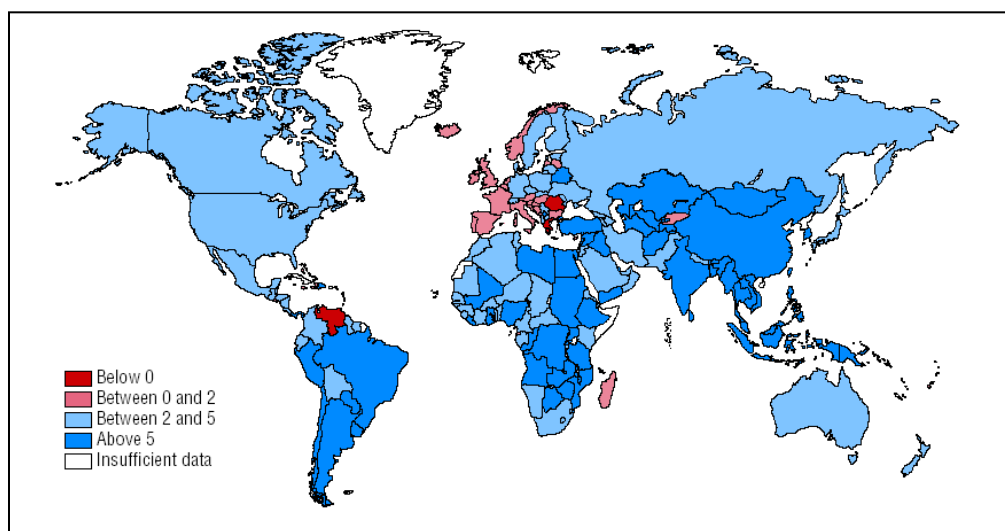 Below 0
Between 0 and 2
Between 2 and 5
Above 5
Insufficient data